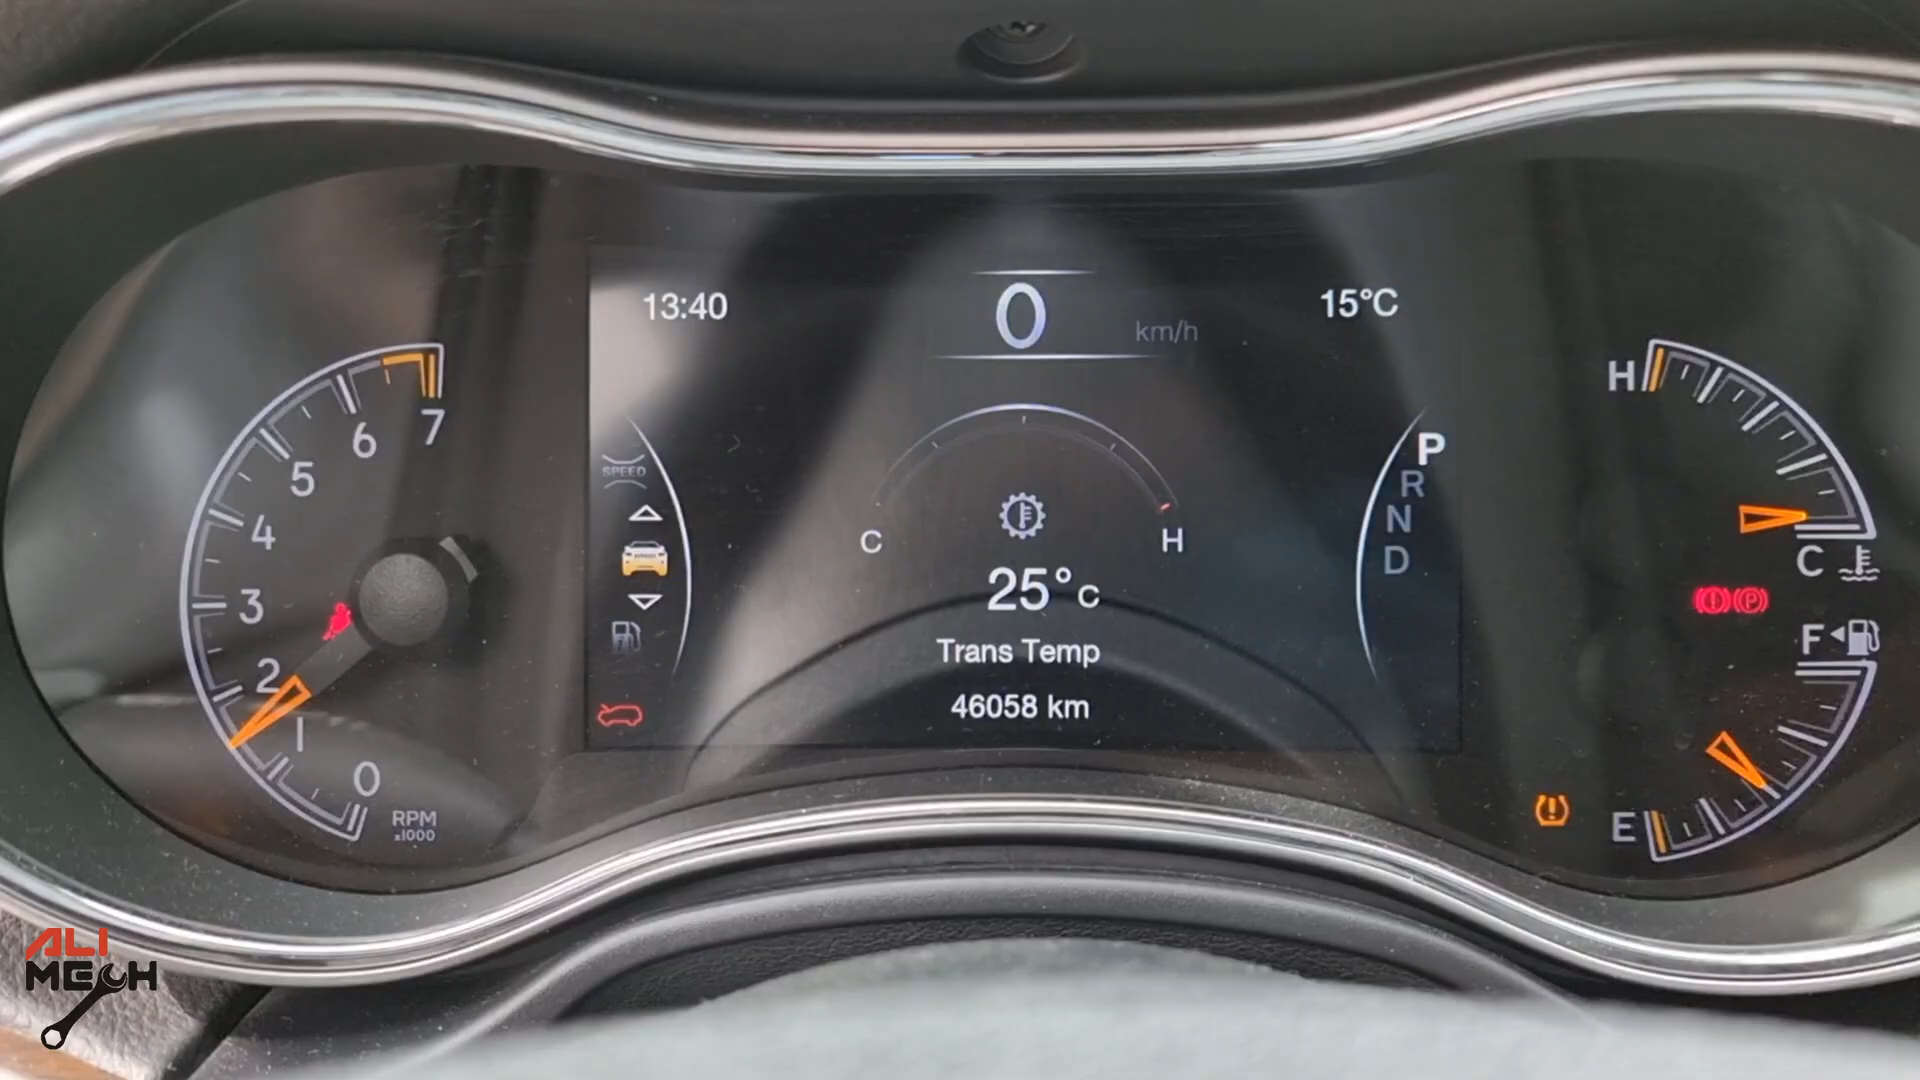 13:40
0
km/h
15°C
7
6
5
4
3
2
1
0
RPM
x1000
SPEED
C
H
25°C
Trans Temp
46058 km
P
R
N
D
H
C
F
E
ALI
MECH